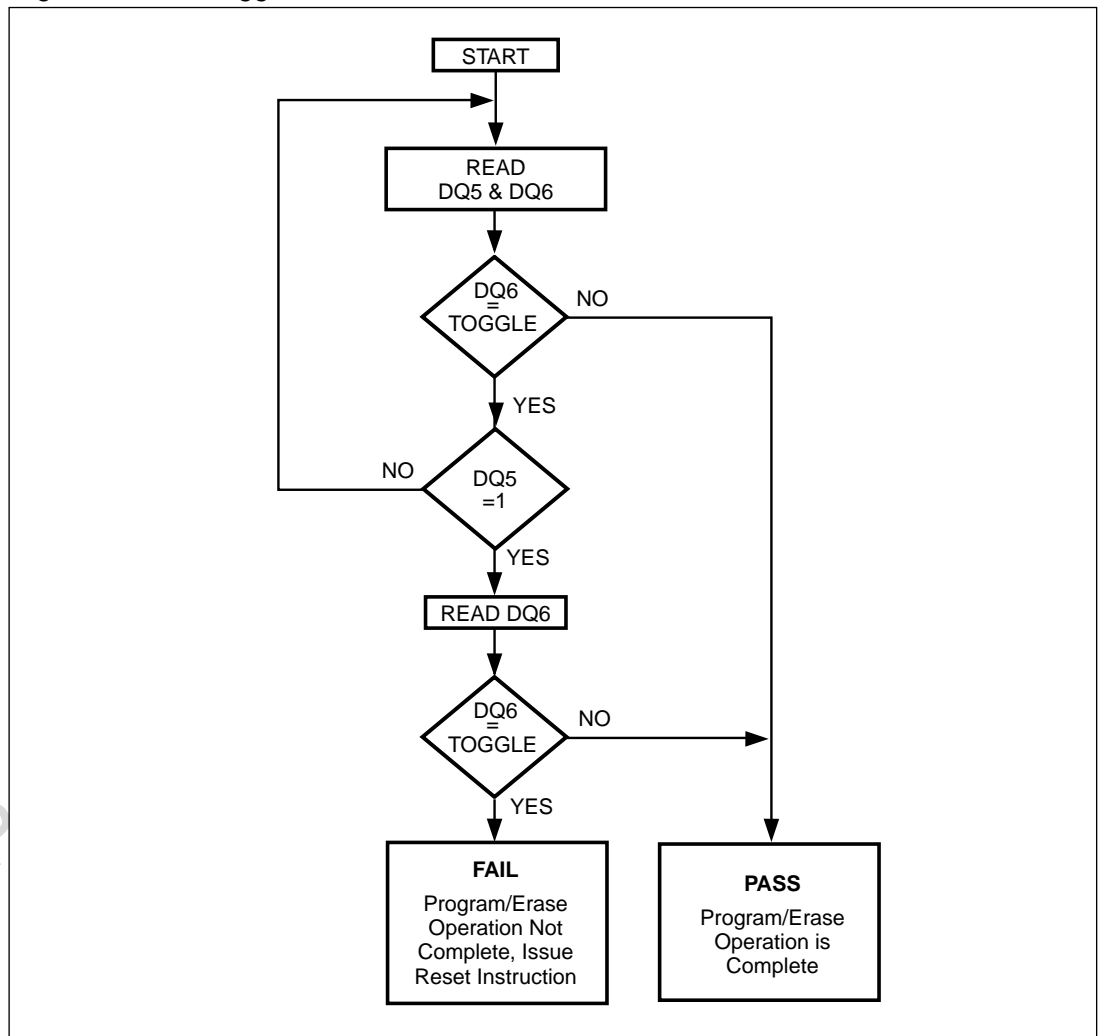 START
READ
DQ5 & DQ6
DQ6
=
TOGGLE
NO
YES
NO
DQ5
=1
YES
READ DQ6
DQ6
=
TOGGLE
NO
YES
FAIL
Program/Erase
Operation Not
Complete, Issue
Reset Instruction
PASS
Program/Erase
Operation is
Complete